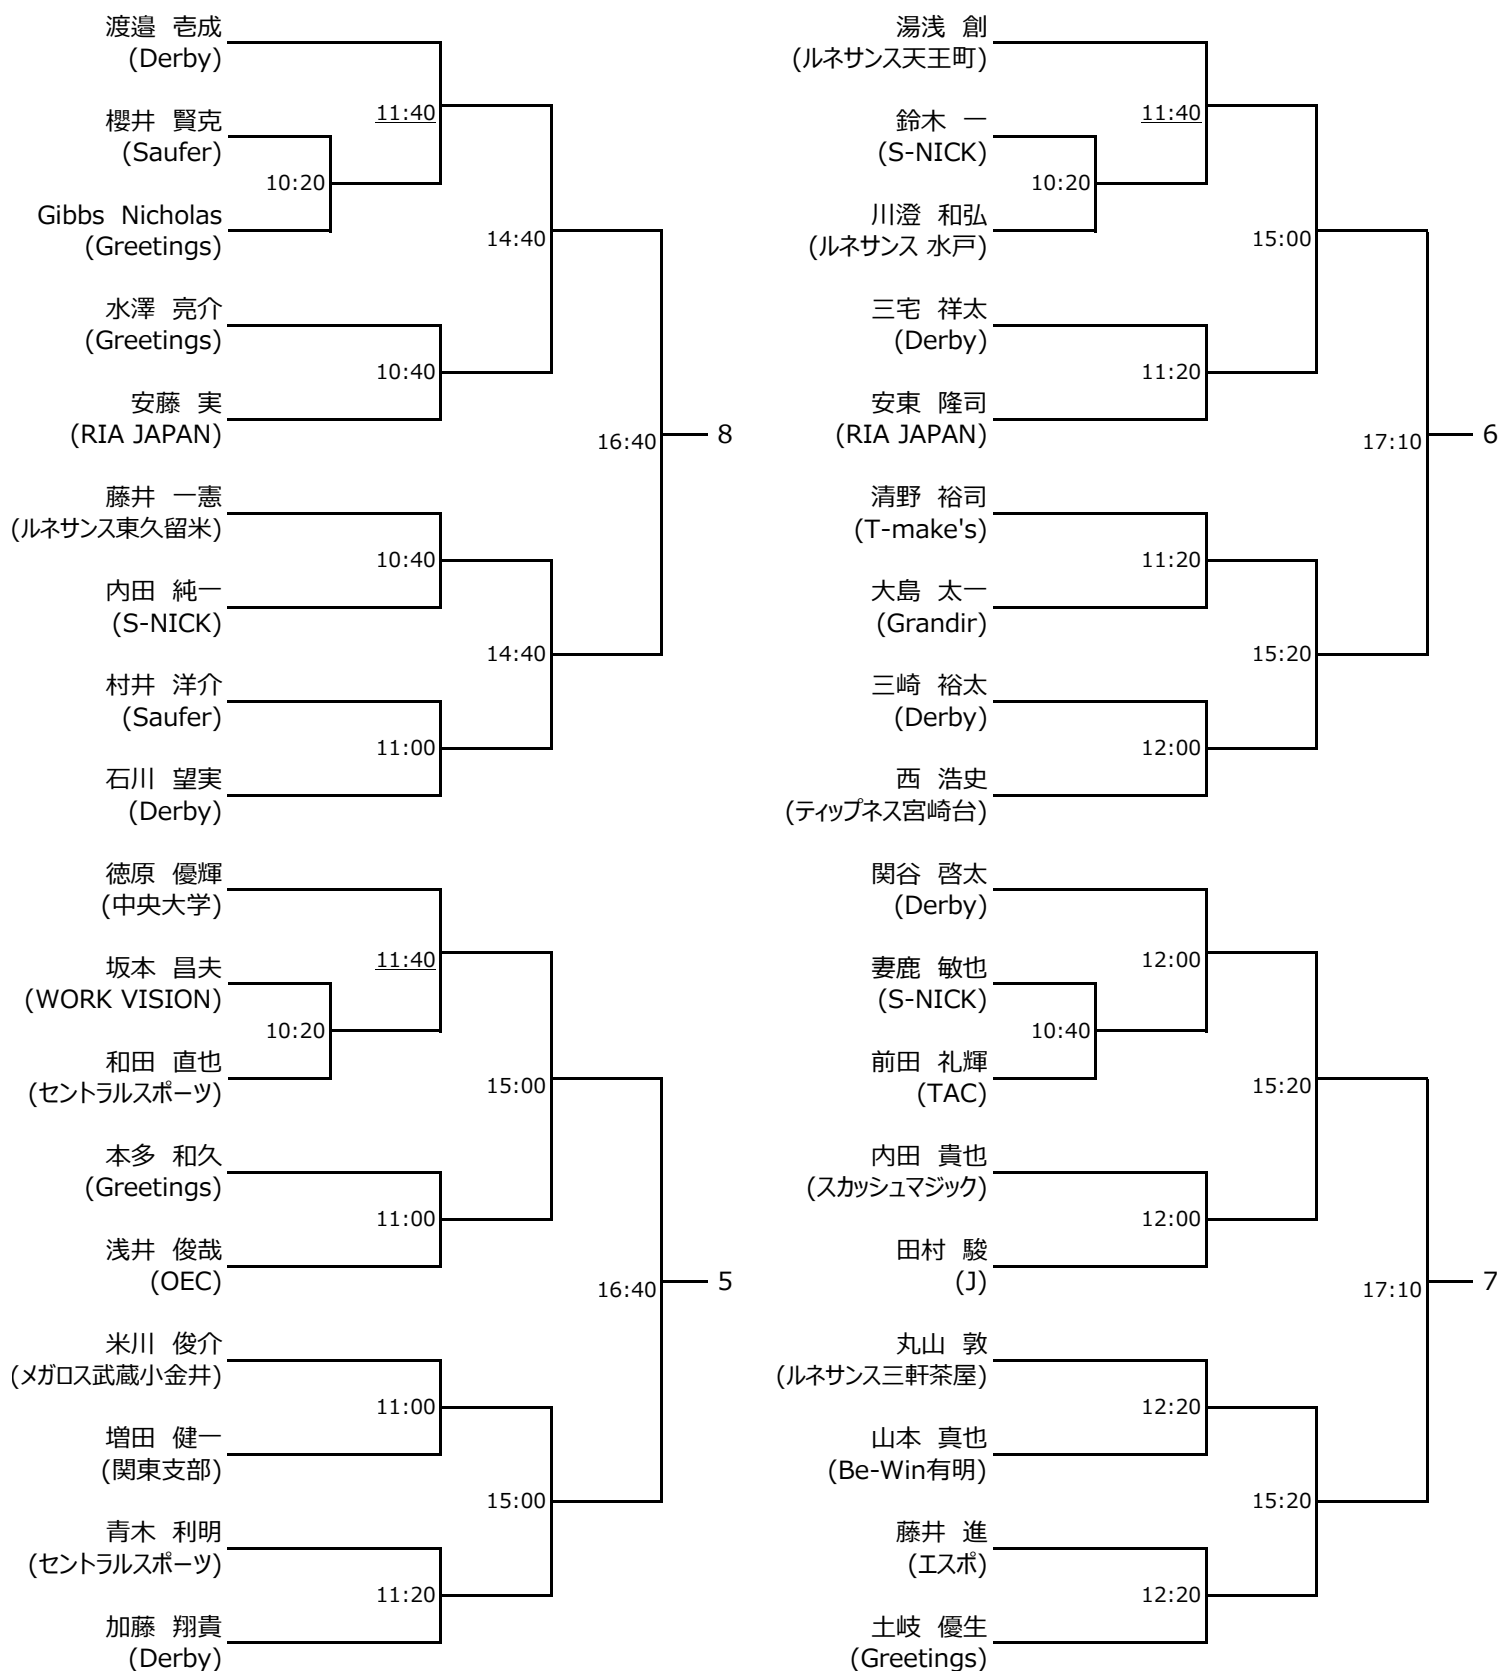 渡邉 壱成
(Derby)
11:40
櫻井 賢克
(Saufer)
10:20
Gibbs Nicholas
(Greetings)
14:40
水澤 亮介
(Greetings)
10:40
安藤 実
(RIA JAPAN)
16:40
8
藤井 一憲
(ルネサンス東久留米)
10:40
内田 純一
(S-NICK)
14:40
村井 洋介
(Saufer)
11:00
石川 望実
(Derby)
徳原 優輝
(中央大学)
11:40
坂本 昌夫
(WORK VISION)
10:20
和田 直也
(セントラルスポーツ)
15:00
本多 和久
(Greetings)
11:00
浅井 俊哉
(OEC)
16:40
5
米川 俊介
(メガロス武蔵小金井)
11:00
増田 健一
(関東支部)
15:00
青木 利明
(セントラルスポーツ)
11:20
加藤 翔貴
(Derby)
湯浅 創
(ルネサンス天王町)
11:40
鈴木 一
(S-NICK)
10:20
川澄 和弘
(ルネサンス 水戸)
15:00
三宅 祥太
(Derby)
11:20
安東 隆司
(RIA JAPAN)
17:10
6
清野 裕司
(T-make's)
11:20
大島 太一
(Grandir)
15:20
三崎 裕太
(Derby)
12:00
西 浩史
(ティップネス宮崎台)
関谷 啓太
(Derby)
12:00
妻鹿 敏也
(S-NICK)
10:40
前田 礼輝
(TAC)
15:20
内田 貴也
(スカッシュマジック)
12:00
田村 駿
(J)
17:10
7
丸山 敦
(ルネサンス三軒茶屋)
12:20
山本 真也
(Be-Win有明)
15:20
藤井 進
(エスポ)
12:20
土岐 優生
(Greetings)